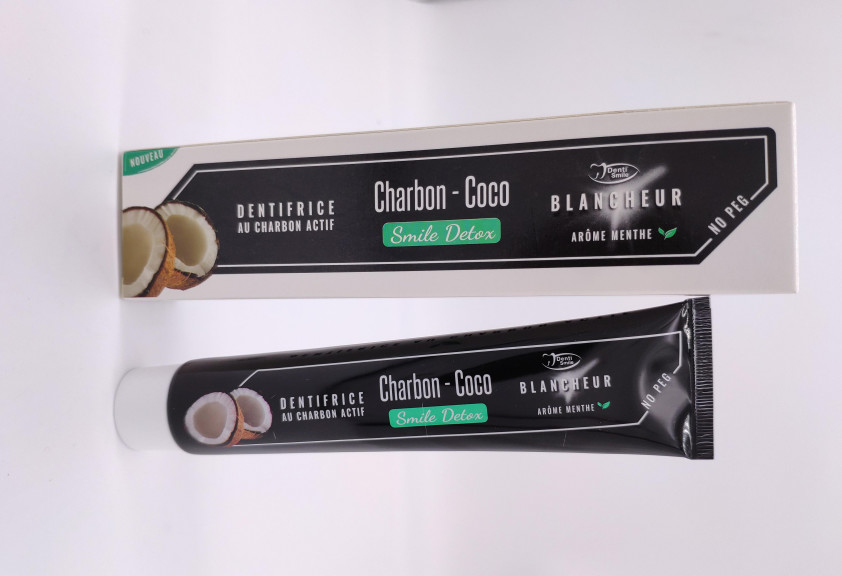 NOUVEAU
DENTIFRICE
AU CHARBON ACTIF
Charbon - Coco
Smile Detox
Denti
Smile
BLANCHEUR
ARÔME MENTHE
NO PEG
DENTIFRICE
AU CHARBON ACTIF
Charbon - Coco
Smile Detox
Denti
Smile
BLANCHEUR
ARÔME MENTHE
NO PEG